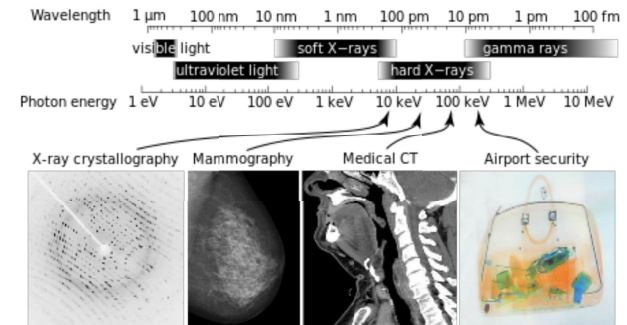 Wavelength 1 μm 100 nm 10 nm 1 nm 100 pm 10 pm 1 pm 100 fm
visible light soft X−rays gamma rays
ultraviolet light hard X−rays
Photon energy 1 eV 10 eV 100 eV 1 keV 10 keV 100 keV 1 MeV 10 MeV
X-ray crystallography Mammography Medical CT Airport security